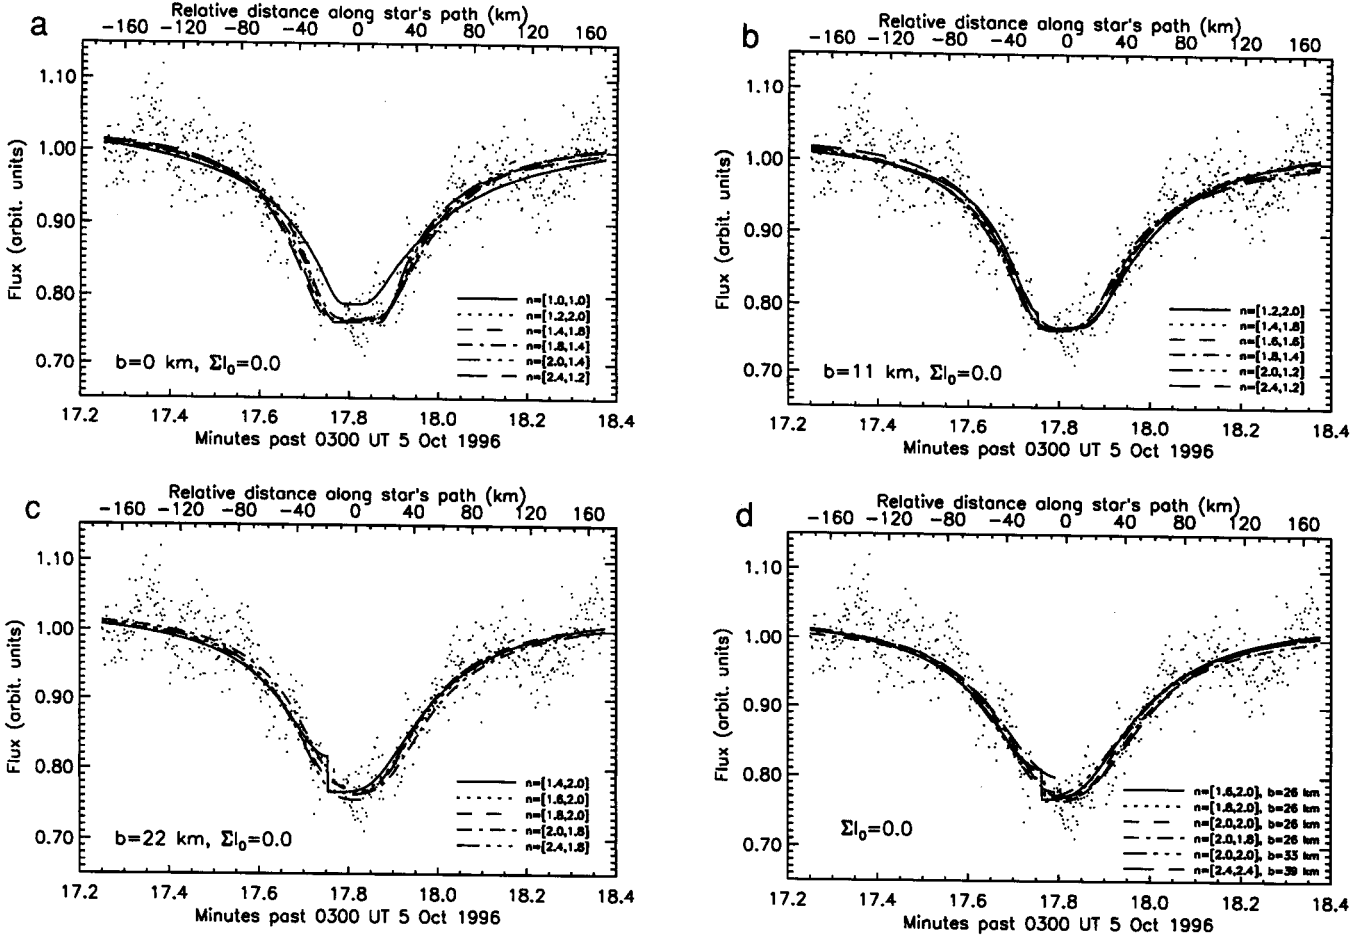 a
Relative distance along star's path (km)
−160 −120 −80 −40 0 40 80 120 160
1.10
1.00
0.90
0.80
0.70
Flux (arbit. units)
n=[1.0,1.0]
n=[1.2,2.0]
n=[1.4,1.8]
n=[1.8,1.4]
n=[2.0,1.4]
n=[2.4,1.2]
b=0 km, ΣI₀=0.0
17.2 17.4 17.6 17.8 18.0 18.2 18.4
Minutes past 0300 UT 5 Oct 1996
b
Relative distance along star's path (km)
−160 −120 −80 −40 0 40 80 120 160
1.10
1.00
0.90
0.80
0.70
Flux (arbit. units)
n=[1.2,2.0]
n=[1.4,1.8]
n=[1.6,1.6]
n=[1.8,1.4]
n=[2.0,1.2]
n=[2.4,1.2]
b=11 km, ΣI₀=0.0
17.2 17.4 17.6 17.8 18.0 18.2 18.4
Minutes past 0300 UT 5 Oct 1996
c
Relative distance along star's path (km)
−160 −120 −80 −40 0 40 80 120 160
1.10
1.00
0.90
0.80
0.70
Flux (arbit. units)
n=[1.4,2.0]
n=[1.6,2.0]
n=[1.8,2.0]
n=[2.0,1.8]
n=[2.4,1.8]
b=22 km, ΣI₀=0.0
17.2 17.4 17.6 17.8 18.0 18.2 18.4
Minutes past 0300 UT 5 Oct 1996
d
Relative distance along star's path (km)
−160 −120 −80 −40 0 40 80 120 160
1.10
1.00
0.90
0.80
0.70
Flux (arbit. units)
n=[1.6,2.0], b=26 km
n=[1.8,2.0], b=26 km
n=[2.0,2.0], b=26 km
n=[2.0,1.8], b=26 km
n=[2.0,2.0], b=33 km
n=[2.4,2.4], b=39 km
ΣI₀=0.0
17.2 17.4 17.6 17.8 18.0 18.2 18.4
Minutes past 0300 UT 5 Oct 1996